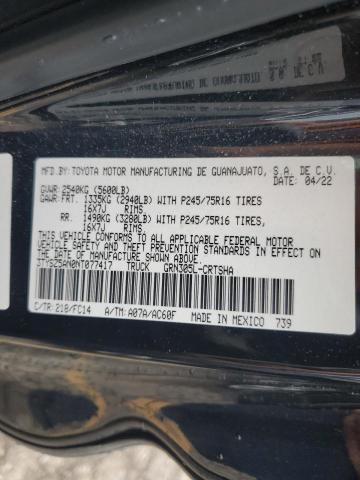 MFD.BY:TOYOTA MOTOR MANUFACTURING DE GUANAJUATO, S.A. DE C.V.
04/22
GVWR:2540KG (5600LB)
GAWR:FRT. 1335KG (2940LB) WITH P245/75R16 TIRES
16X7J RIMS,
RR. 1490KG (3280LB) WITH P245/75R16 TIRES,
16X7J RIMS
THIS VEHICLE CONFORMS TO ALL APPLICABLE FEDERAL MOTOR
VEHICLE SAFETY AND THEFT PREVENTION STANDARDS IN EFFECT ON
THE DATE OF MANUFACTURE SHOWN ABOVE.
TRUCK GRN305L-CRTSHA
C/TR:218/FC14 A/TM:A07A/AC60F MADE IN MEXICO 739